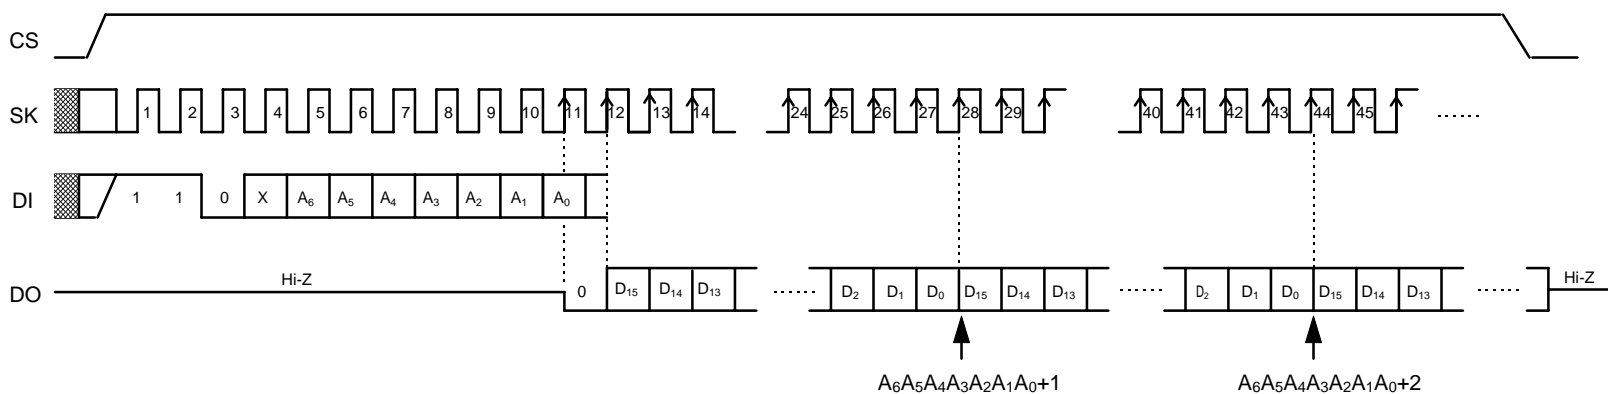 CS
SK 1 2 3 4 5 6 7 8 9 10 11 12 13 14 24 25 26 27 28 29 40 41 42 43 44 45
DI 1 1 0 X A₆ A₅ A₄ A₃ A₂ A₁ A₀
DO Hi-Z 0 D₁₅ D₁₄ D₁₃ D₂ D₁ D₀ D₁₅ D₁₄ D₁₃ D₂ D₁ D₀ D₁₅ D₁₄ D₁₃ Hi-Z
A₆A₅A₄A₃A₂A₁A₀+1 A₆A₅A₄A₃A₂A₁A₀+2